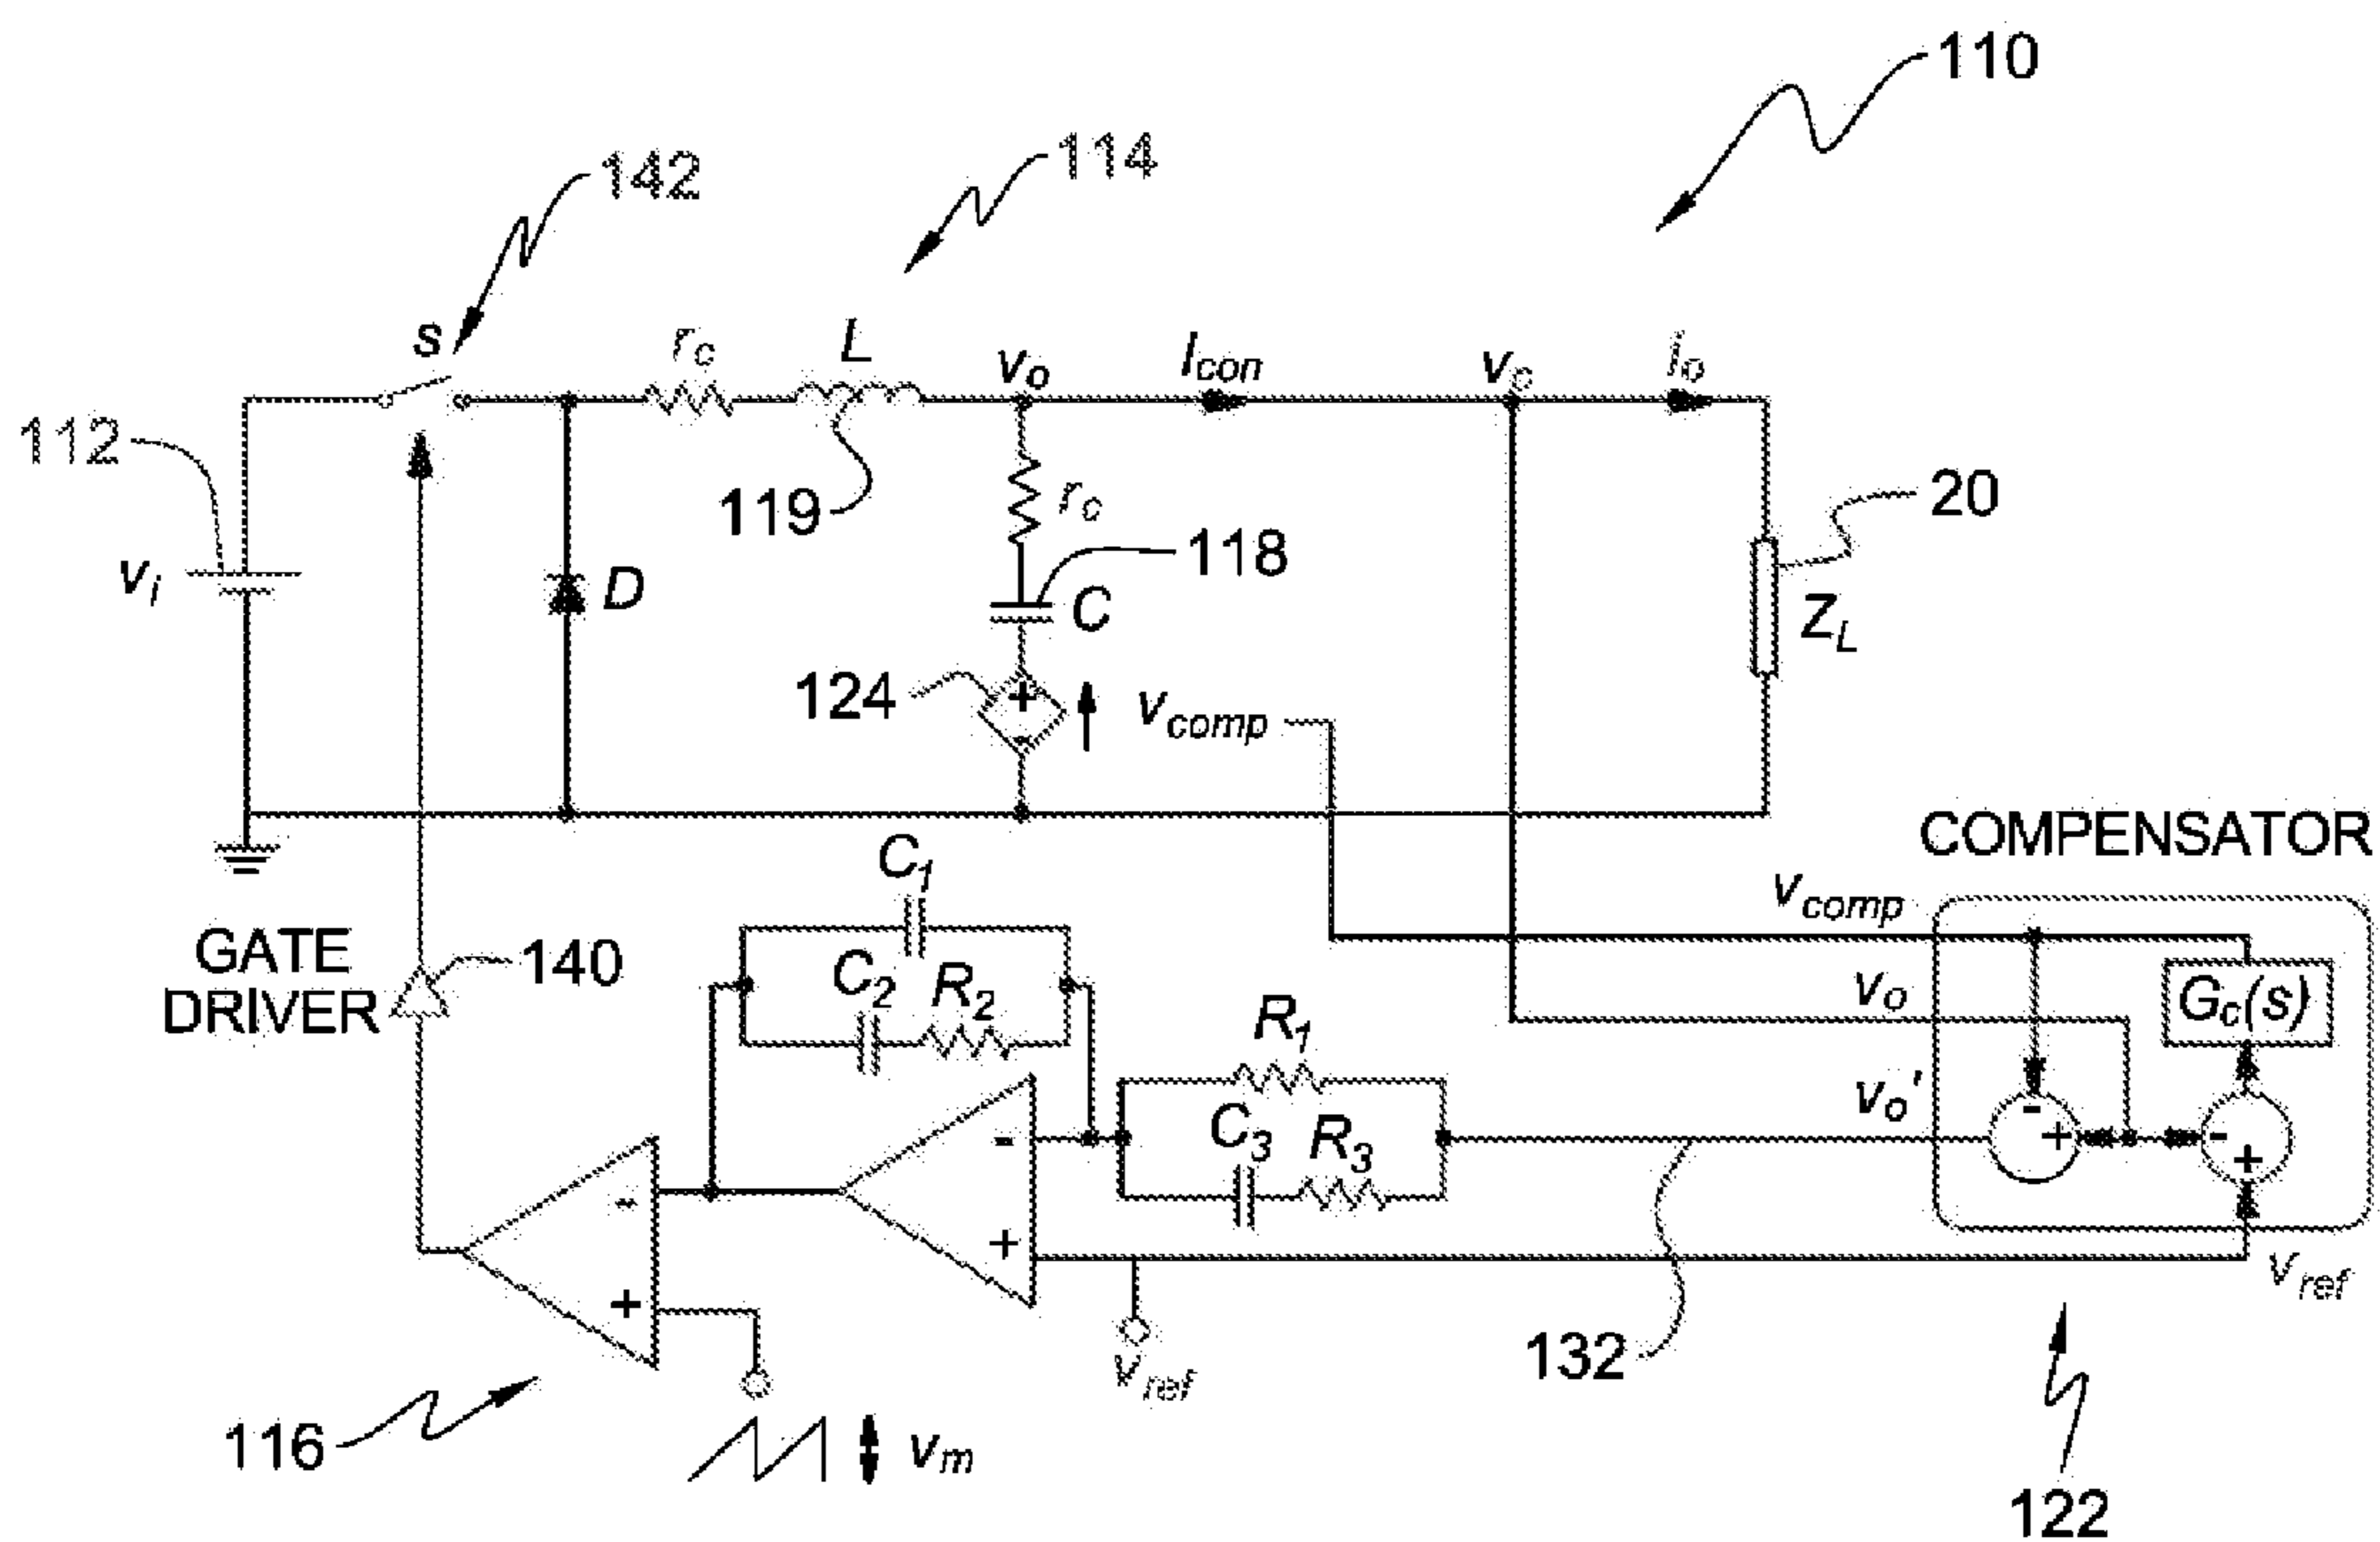 110
142
114
S
r_c
L
v_o
I_con
v_o
I_o
112
119
r_c
20
118
v_i
D
C
Z_L
124
+
-
v_comp
COMPENSATOR
C_1
v_comp
GATE
DRIVER
140
C_2
R_2
v_o
G_c(s)
R_1
v_o'
C_3
R_3
-
-
+
-
+
-
+
+
v_ref
132
v_ref
116
v_m
122